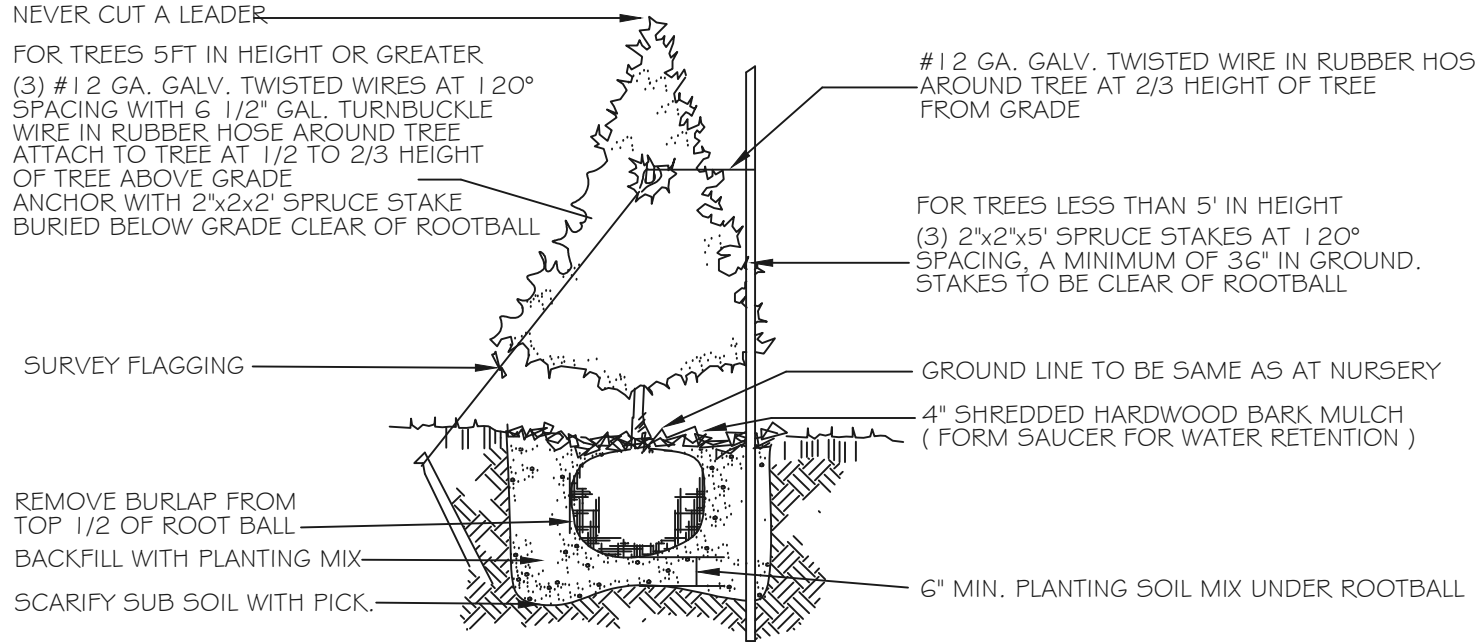 NEVER CUT A LEADER
FOR TREES 5FT IN HEIGHT OR GREATER
(3) #12 GA. GALV. TWISTED WIRES AT 120°
SPACING WITH 6 1/2" GAL. TURNBUCKLE
WIRE IN RUBBER HOSE AROUND TREE
ATTACH TO TREE AT 1/2 TO 2/3 HEIGHT
OF TREE ABOVE GRADE
ANCHOR WITH 2"x2x2' SPRUCE STAKE
BURIED BELOW GRADE CLEAR OF ROOTBALL
SURVEY FLAGGING
REMOVE BURLAP FROM
TOP 1/2 OF ROOT BALL
BACKFILL WITH PLANTING MIX
SCARIFY SUB SOIL WITH PICK.
#12 GA. GALV. TWISTED WIRE IN RUBBER HOS
AROUND TREE AT 2/3 HEIGHT OF TREE
FROM GRADE
FOR TREES LESS THAN 5' IN HEIGHT
(3) 2"x2"x5' SPRUCE STAKES AT 120°
SPACING, A MINIMUM OF 36" IN GROUND.
STAKES TO BE CLEAR OF ROOTBALL
GROUND LINE TO BE SAME AS AT NURSERY
4" SHREDDED HARDWOOD BARK MULCH
( FORM SAUCER FOR WATER RETENTION )
6" MIN. PLANTING SOIL MIX UNDER ROOTBALL